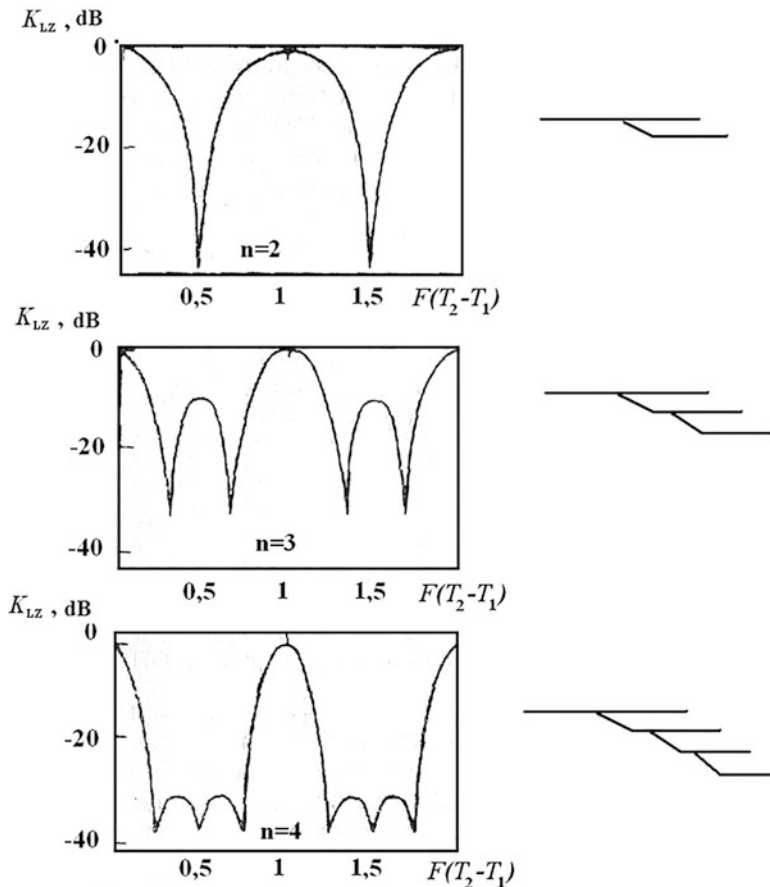 K_LZ , dB
0
-20
-40
n=2
0,5 1 1,5 F(T_2-T_1)
K_LZ , dB
0
-20
-40
n=3
0,5 1 1,5 F(T_2-T_1)
K_LZ , dB
0
-20
-40
n=4
0,5 1 1,5 F(T_2-T_1)